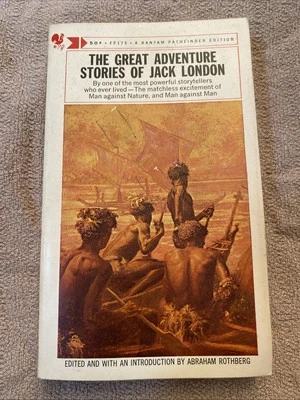 50¢ • FP175 • A BANTAM PATHFINDER EDITION
THE GREAT ADVENTURE
STORIES OF JACK LONDON
By one of the most powerful storytellers
who ever lived—The matchless excitement of
Man against Nature, and Man against Man
EDITED AND WITH AN INTRODUCTION BY ABRAHAM ROTHBERG